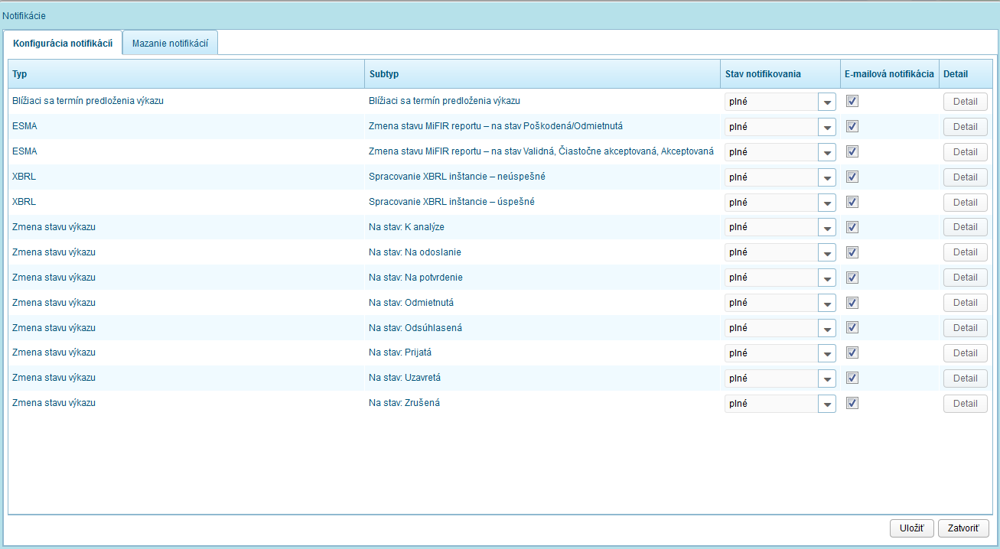 Notifikácie
Konfigurácia notifikácií Mazanie notifikácií
Typ Subtyp Stav notifikovania E-mailová notifikácia Detail
Blížiaci sa termín predloženia výkazu Blížiaci sa termín predloženia výkazu plné Detail
ESMA Zmena stavu MiFIR reportu – na stav Poškodená/Odmietnutá plné Detail
ESMA Zmena stavu MiFIR reportu – na stav Validná, Čiastočne akceptovaná, Akceptovaná plné Detail
XBRL Spracovanie XBRL inštancie – neúspešné plné Detail
XBRL Spracovanie XBRL inštancie – úspešné plné Detail
Zmena stavu výkazu Na stav: K analýze plné Detail
Zmena stavu výkazu Na stav: Na odoslanie plné Detail
Zmena stavu výkazu Na stav: Na potvrdenie plné Detail
Zmena stavu výkazu Na stav: Odmietnutá plné Detail
Zmena stavu výkazu Na stav: Odsúhlasená plné Detail
Zmena stavu výkazu Na stav: Prijatá plné Detail
Zmena stavu výkazu Na stav: Uzavretá plné Detail
Zmena stavu výkazu Na stav: Zrušená plné Detail
Uložiť Zatvoriť